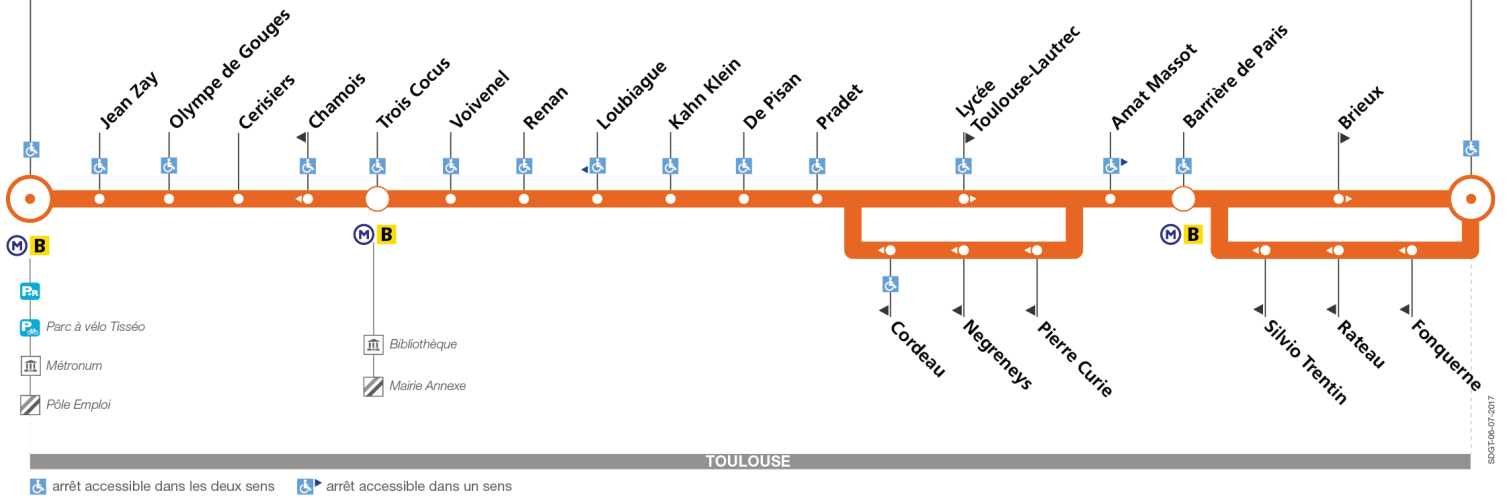 Jean Zay
Olympe de Gouges
Cerisiers
Chamois
Trois Cocus
Voivenel
Renan
Loubiague
Kahn Klein
De Pisan
Pradet
Lycée
Toulouse-Lautrec
Amat Massot
Barrière de Paris
Brieux
M B
M B
M B
P+R
P
Parc à vélo Tisséo
Métronum
Pôle Emploi
Bibliothèque
Mairie Annexe
Cordeau
Negreneys
Pierre Curie
Silvio Trentin
Rateau
Fonquerne
SDGT-06-07-2017
TOULOUSE
arrêt accessible dans les deux sens
arrêt accessible dans un sens